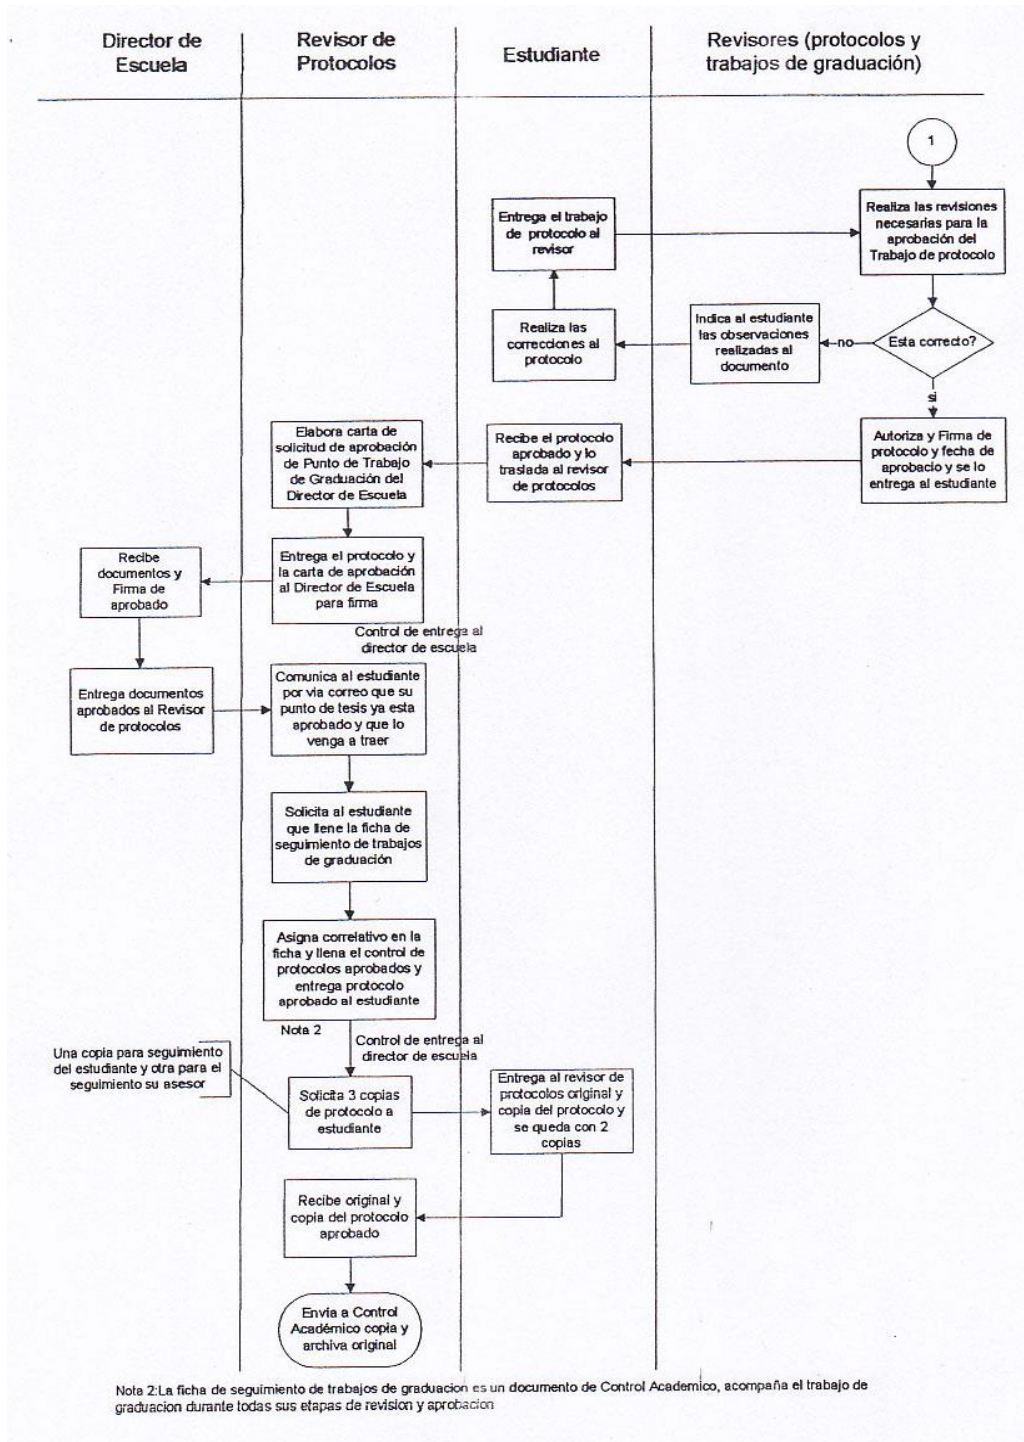 Director de
Escuela
Revisor de
Protocolos
Estudiante
Revisores (protocolos y
trabajos de graduación)
1
Realiza las revisiones
necesarias para la
aprobación del
Trabajo de protocolo
Entrega el trabajo
de protocolo al
revisor
Esta correcto?
no
Indica al estudiante
las observaciones
realizadas al
documento
Realiza las
correcciones al
protocolo
si
Autoriza y Firma de
protocolo y fecha de
aprobacio y se lo
entrega al estudiante
Recibe el protocolo
aprobado y lo
traslada al revisor
de protocolos
Elabora carta de
solicitud de aprobación
de Punto de Trabajo
de Graduación del
Director de Escuela
Entrega el protocolo y
la carta de aprobación
al Director de Escuela
para firma
Control de entrega al
director de escuela
Recibe
documentos y
Firma de
aprobado
Entrega documentos
aprobados al Revisor
de protocolos
Comunica al estudiante
por via correo que su
punto de tesis ya esta
aprobado y que lo
venga a traer
Solicita al estudiante
que llene la ficha de
seguimiento de trabajos
de graduación
Asigna correlativo en la
ficha y llena el control de
protocolos aprobados y
entrega protocolo
aprobado al estudiante
Nota 2
Control de entrega al
director de escuela
Una copia para seguimiento
del estudiante y otra para el
seguimiento su asesor
Solicita 3 copias
de protocolo a
estudiante
Entrega al revisor de
protocolos original y
copia del protocolo y
se queda con 2
copias
Recibe original y
copia del protocolo
aprobado
Envía a Control
Académico copia y
archiva original
Nota 2:La ficha de seguimiento de trabajos de graduacion es un documento de Control Academico, acompaña el trabajo de
graduacion durante todas sus etapas de revision y aprobacion